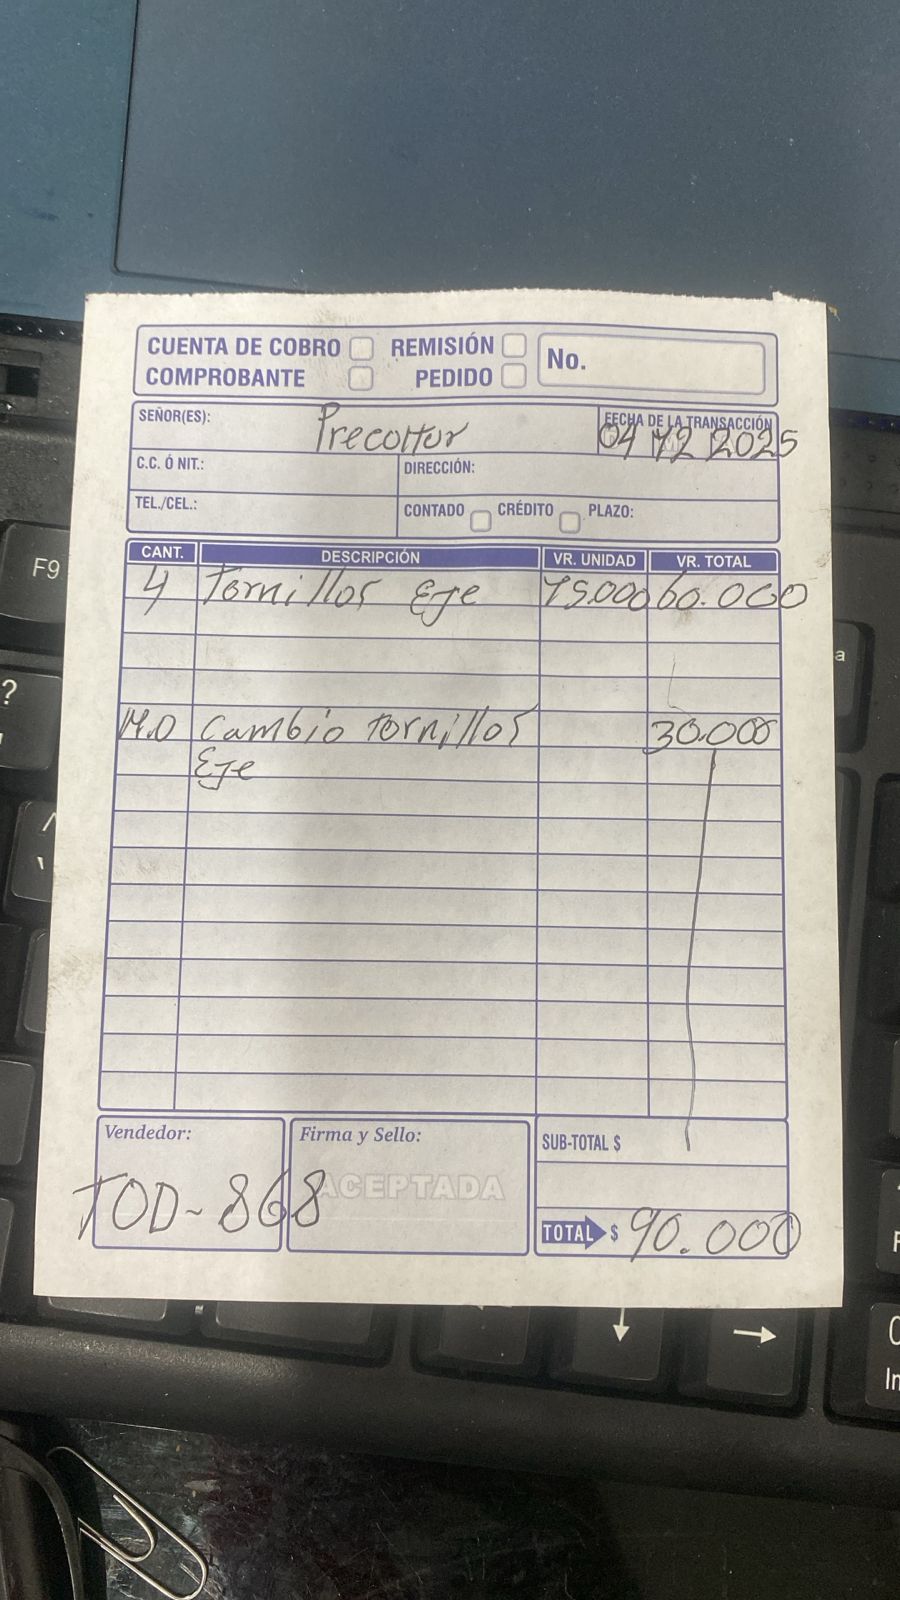 CUENTA DE COBRO REMISIÓN No.
COMPROBANTE PEDIDO
SEÑOR(ES): Precoltur FECHA DE LA TRANSACCIÓN
04 12 2025
C.C. Ó NIT.: DIRECCIÓN:
TEL./CEL.: CONTADO CRÉDITO PLAZO:
CANT. DESCRIPCIÓN VR. UNIDAD VR. TOTAL
4 Tornillos Eje 15.000 60.000
M.O Cambio tornillos 30.000
Eje
Vendedor: Firma y Sello: SUB-TOTAL $
ACEPTADA
TOD-868
TOTAL $ 90.000
F9
?
a